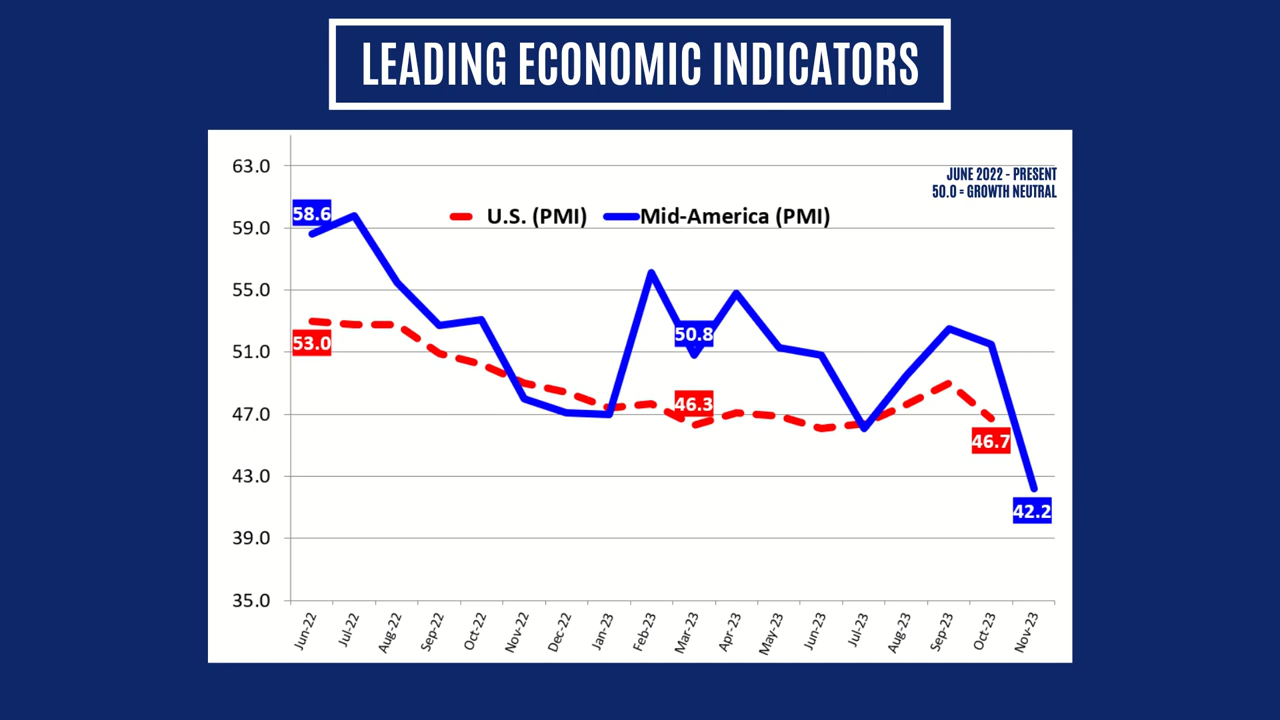 LEADING ECONOMIC INDICATORS
63.0
JUNE 2022 - PRESENT
50.0 = GROWTH NEUTRAL
58.6
U.S. (PMI) Mid-America (PMI)
59.0
55.0
50.8
53.0
51.0
46.3
47.0
46.7
43.0
42.2
39.0
35.0
Jun-22 Jul-22 Aug-22 Sep-22 Oct-22 Nov-22 Dec-22 Jan-23 Feb-23 Mar-23 Apr-23 May-23 Jun-23 Jul-23 Aug-23 Sep-23 Oct-23 Nov-23